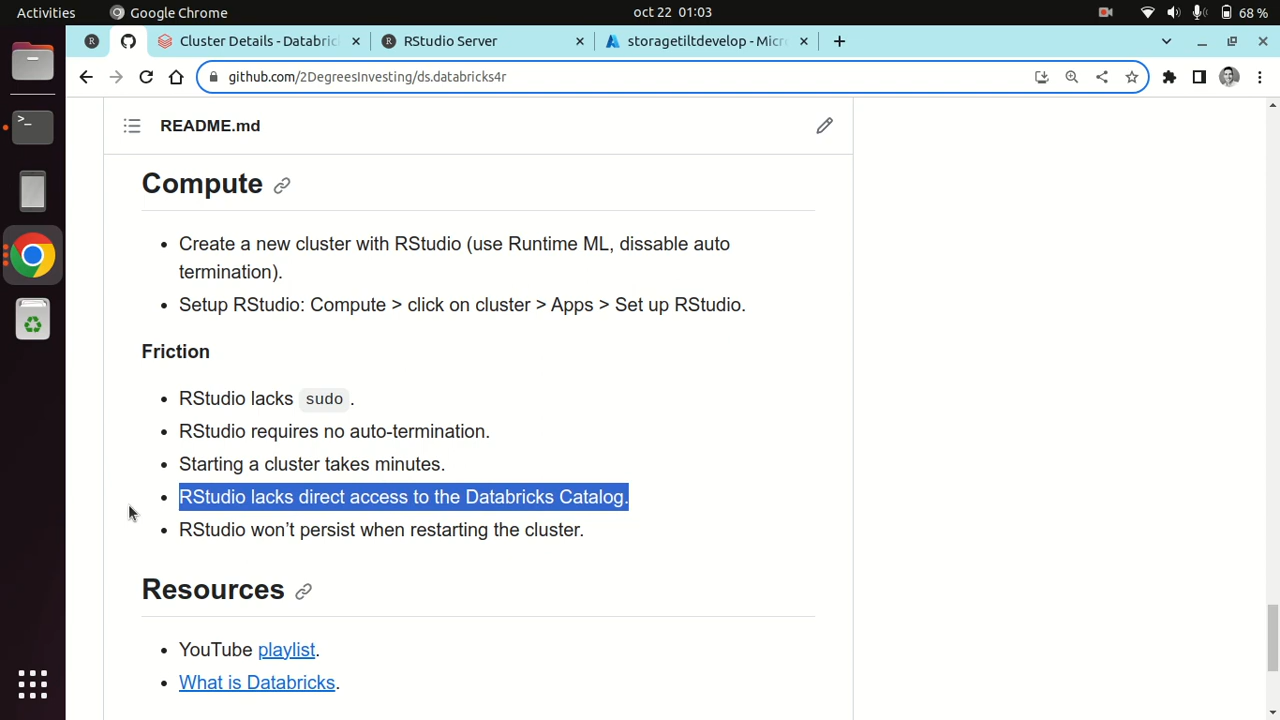 Activities
Google Chrome
oct 22 01:03
68 %
Cluster Details - Databric
RStudio Server
storagetiltdevelop - Micr
github.com/2DegreesInvesting/ds.databricks4r
README.md
Compute
• Create a new cluster with RStudio (use Runtime ML, dissable auto
termination).
• Setup RStudio: Compute > click on cluster > Apps > Set up RStudio.
Friction
• RStudio lacks sudo.
• RStudio requires no auto-termination.
• Starting a cluster takes minutes.
• RStudio lacks direct access to the Databricks Catalog.
• RStudio won’t persist when restarting the cluster.
Resources
• YouTube playlist.
• What is Databricks.